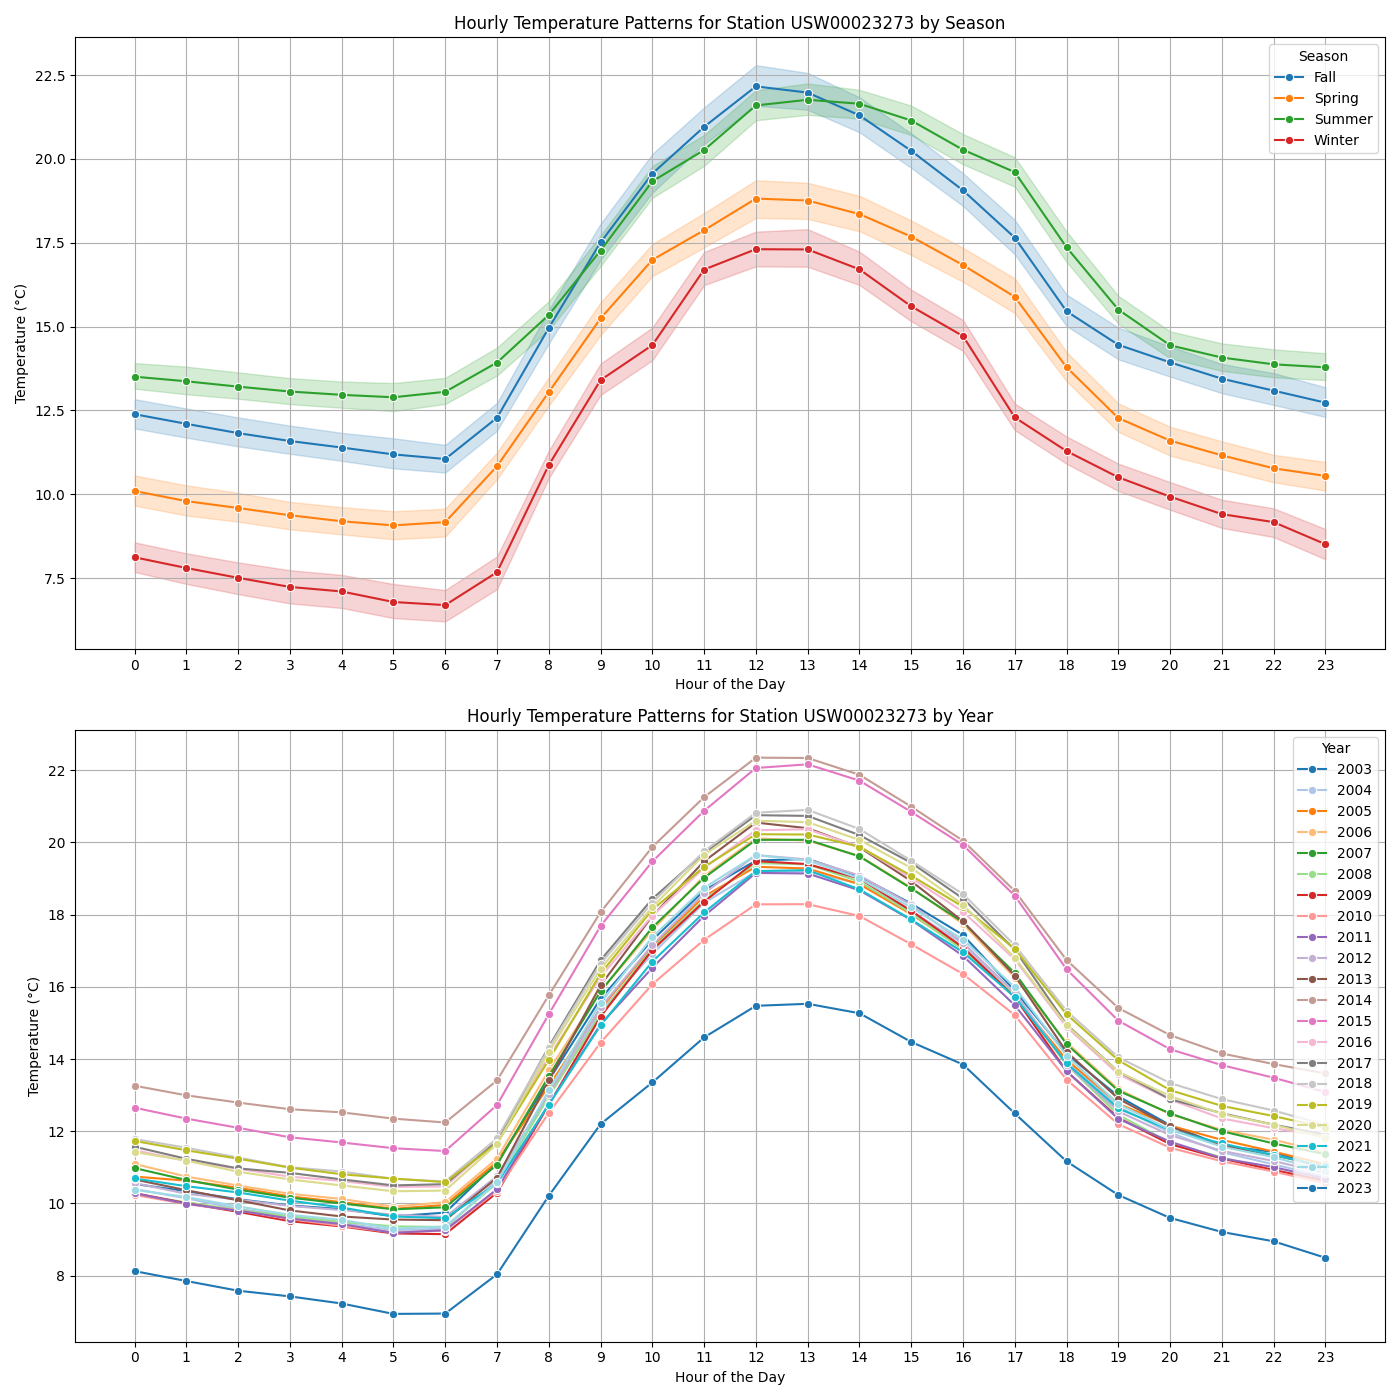 Hourly Temperature Patterns for Station USW00023273 by Season
Season
Fall
Spring
Summer
Winter
Temperature (°C)
22.5
20.0
17.5
15.0
12.5
10.0
7.5
0 1 2 3 4 5 6 7 8 9 10 11 12 13 14 15 16 17 18 19 20 21 22 23
Hour of the Day
Hourly Temperature Patterns for Station USW00023273 by Year
Year
2003
2004
2005
2006
2007
2008
2009
2010
2011
2012
2013
2014
2015
2016
2017
2018
2019
2020
2021
2022
2023
Temperature (°C)
22
20
18
16
14
12
10
8
0 1 2 3 4 5 6 7 8 9 10 11 12 13 14 15 16 17 18 19 20 21 22 23
Hour of the Day